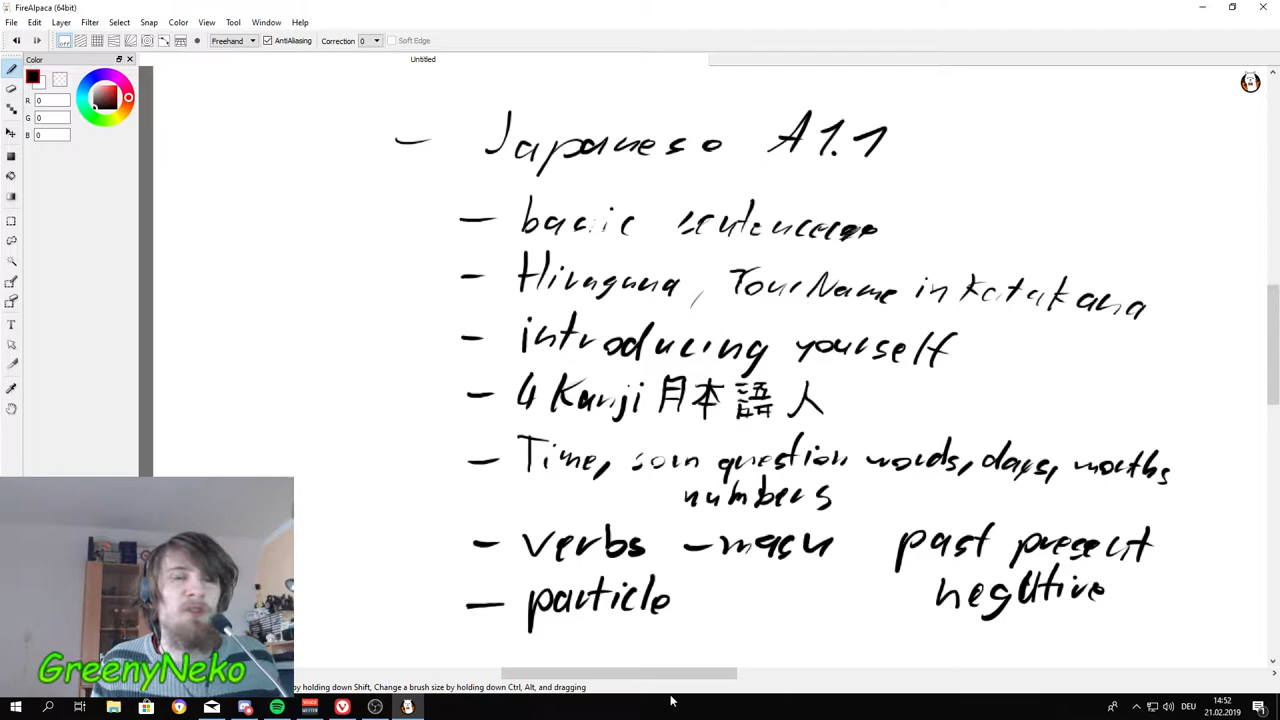 FireAlpaca (64bit)
File Edit Layer Filter Select Snap Color View Tool Window Help
Freehand AntiAliasing Correction 0 Soft Edge
Color
Untitled
R 0
G 0
B 0
- Japanese A1.1
- basic sentences
- Hiragana, Your Name in Katakana
- introducing yourself
- 4 Kanji 日本語人
- Time, som question words, days, months
numbers
- verbs -masu past present
negative
- particle
GreenyNeko
by holding down Shift, Change a brush size by holding down Ctrl, Alt, and dragging
DEU
14:52
21.02.2019